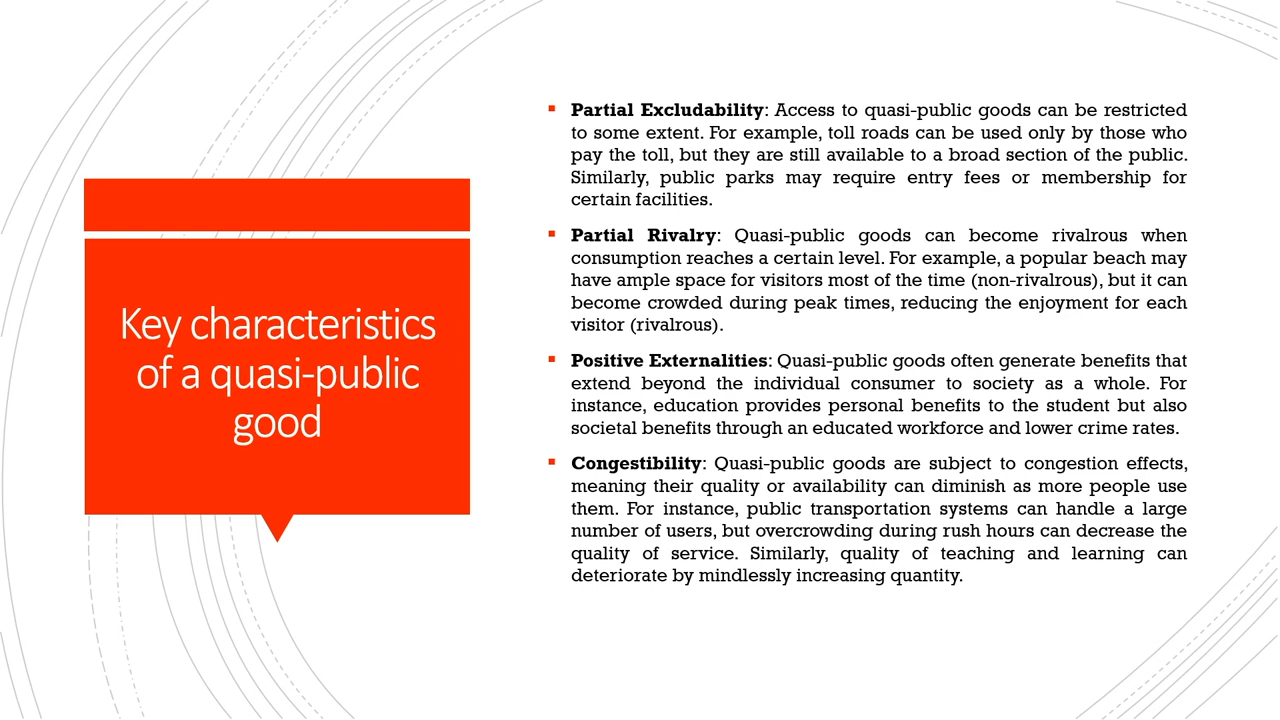 Key characteristics
of a quasi-public
good
Partial Excludability: Access to quasi-public goods can be restricted
to some extent. For example, toll roads can be used only by those who
pay the toll, but they are still available to a broad section of the public.
Similarly, public parks may require entry fees or membership for
certain facilities.
Partial Rivalry: Quasi-public goods can become rivalrous when
consumption reaches a certain level. For example, a popular beach may
have ample space for visitors most of the time (non-rivalrous), but it can
become crowded during peak times, reducing the enjoyment for each
visitor (rivalrous).
Positive Externalities: Quasi-public goods often generate benefits that
extend beyond the individual consumer to society as a whole. For
instance, education provides personal benefits to the student but also
societal benefits through an educated workforce and lower crime rates.
Congestibility: Quasi-public goods are subject to congestion effects,
meaning their quality or availability can diminish as more people use
them. For instance, public transportation systems can handle a large
number of users, but overcrowding during rush hours can decrease the
quality of service. Similarly, quality of teaching and learning can
deteriorate by mindlessly increasing quantity.